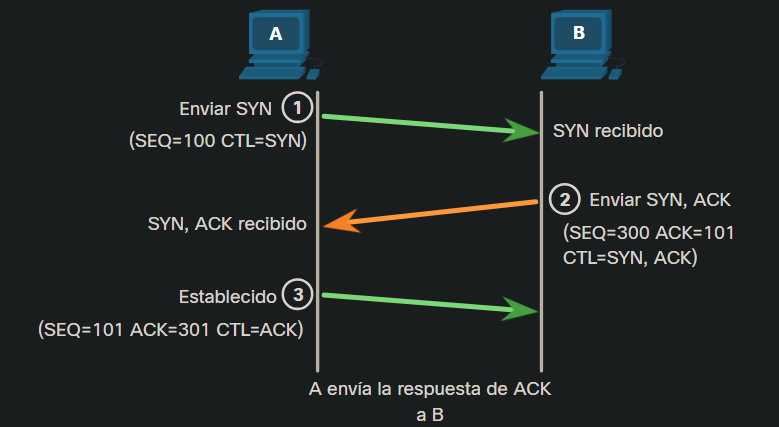 A
B
Enviar SYN 1
(SEQ=100 CTL=SYN)
SYN recibido
2 Enviar SYN, ACK
(SEQ=300 ACK=101
CTL=SYN, ACK)
SYN, ACK recibido
Establecido 3
(SEQ=101 ACK=301 CTL=ACK)
A envía la respuesta de ACK
a B